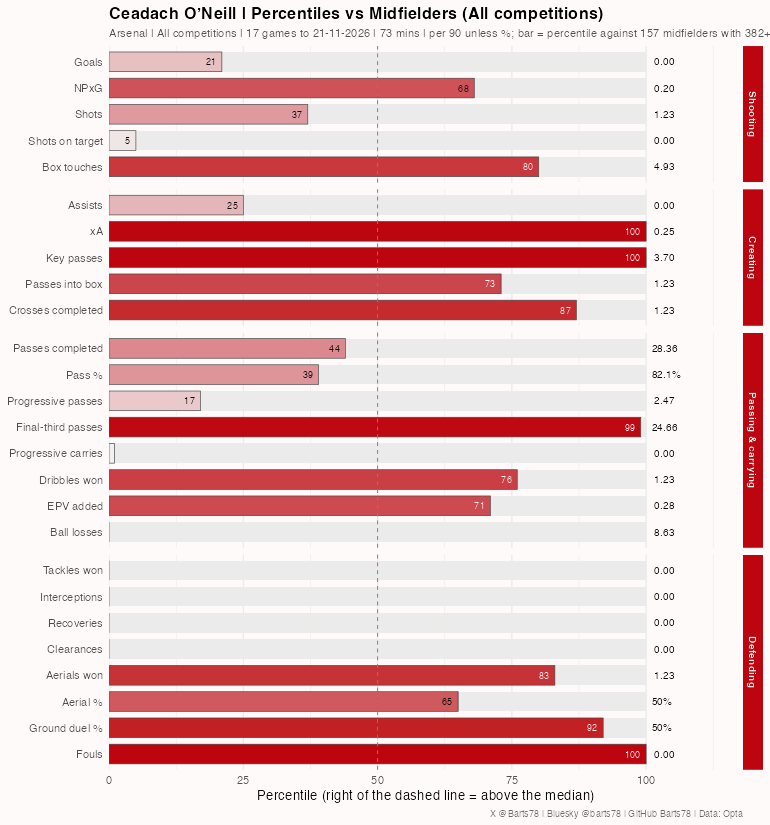 Ceadach O’Neill | Percentiles vs Midfielders (All competitions)
Arsenal | All competitions | 17 games to 21-11-2026 | 73 mins | per 90 unless %; bar = percentile against 157 midfielders with 382+
Shooting
Goals 21 0.00
NPxG 68 0.20
Shots 37 1.23
Shots on target 5 0.00
Box touches 80 4.93
Creating
Assists 25 0.00
xA 100 0.25
Key passes 100 3.70
Passes into box 73 1.23
Crosses completed 87 1.23
Passing & carrying
Passes completed 44 28.36
Pass % 39 82.1%
Progressive passes 17 2.47
Final-third passes 99 24.66
Progressive carries 0.00
Dribbles won 76 1.23
EPV added 71 0.28
Ball losses 8.63
Defending
Tackles won 0.00
Interceptions 0.00
Recoveries 0.00
Clearances 0.00
Aerials won 83 1.23
Aerial % 65 50%
Ground duel % 92 50%
Fouls 100 0.00
0 25 50 75 100
Percentile (right of the dashed line = above the median)
X @Barts78 | Bluesky @barts78 | GitHub Barts78 | Data: Opta